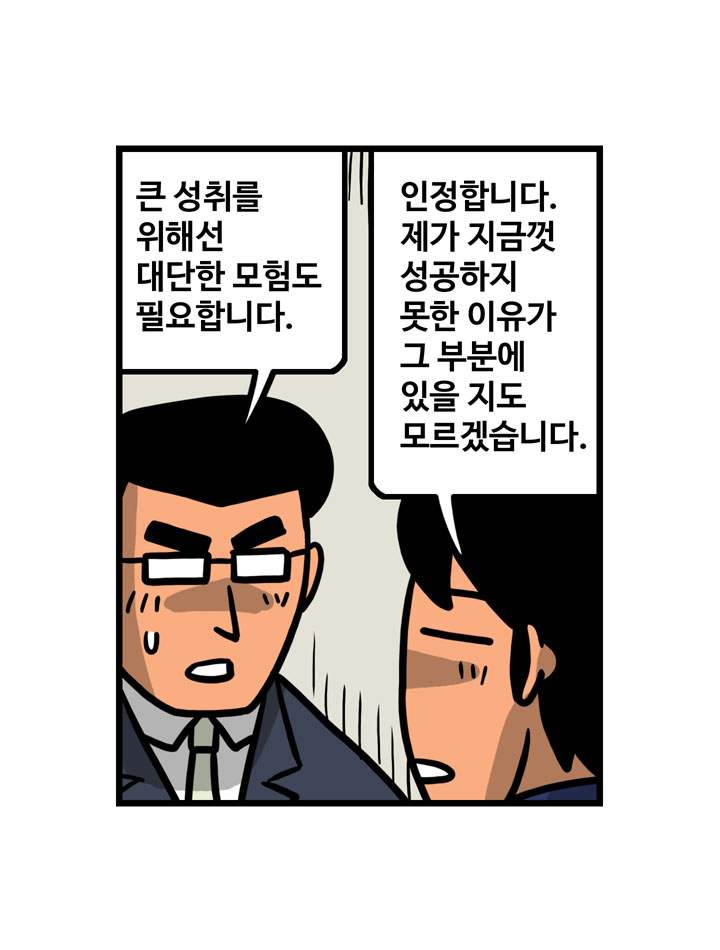 큰 성취를
위해선
대단한 모험도
필요합니다.
인정합니다.
제가 지금껏
성공하지
못한 이유가
그 부분에
있을 지도
모르겠습니다.